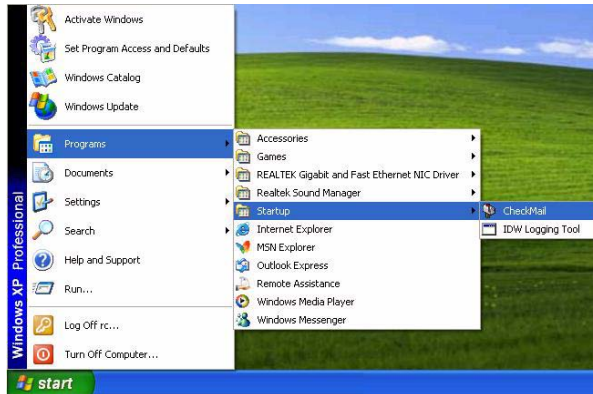 Activate Windows
Set Program Access and Defaults
Windows Catalog
Windows Update
Programs
Documents
Settings
Search
Help and Support
Run...
Log Off rc...
Turn Off Computer...
Windows XP Professional
Accessories
Games
REALTEK Gigabit and Fast Ethernet NIC Driver
Realtek Sound Manager
Startup
Internet Explorer
MSN Explorer
Outlook Express
Remote Assistance
Windows Media Player
Windows Messenger
CheckMail
IDW Logging Tool
start